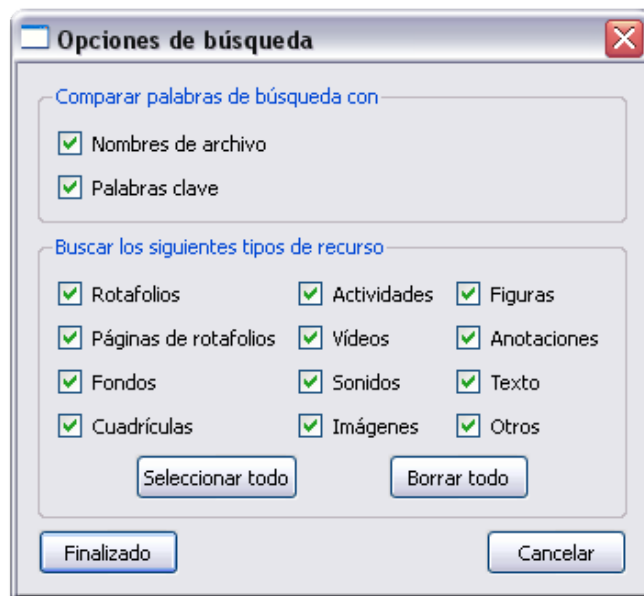 Opciones de búsqueda
Comparar palabras de búsqueda con
Nombres de archivo
Palabras clave
Buscar los siguientes tipos de recurso
Rotafolios Actividades Figuras
Páginas de rotafolios Vídeos Anotaciones
Fondos Sonidos Texto
Cuadrículas Imágenes Otros
Seleccionar todo Borrar todo
Finalizado Cancelar